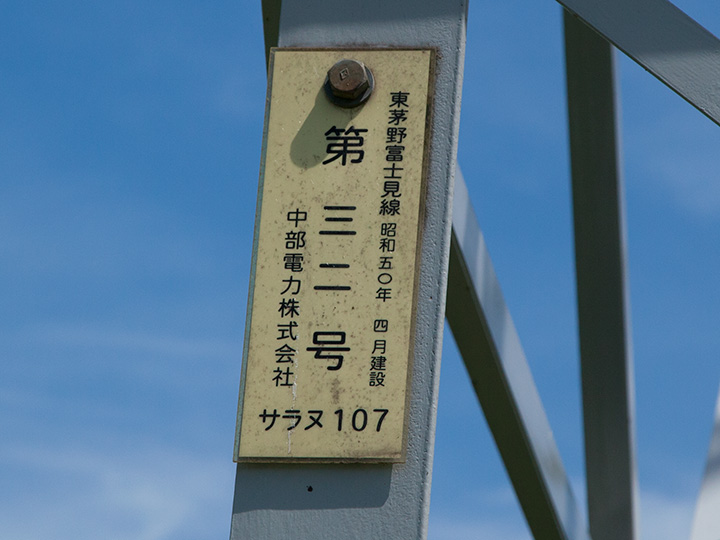 東茅野富士見線 昭和五〇年 四月建設
第三二号
中部電力株式会社
サラヌ107